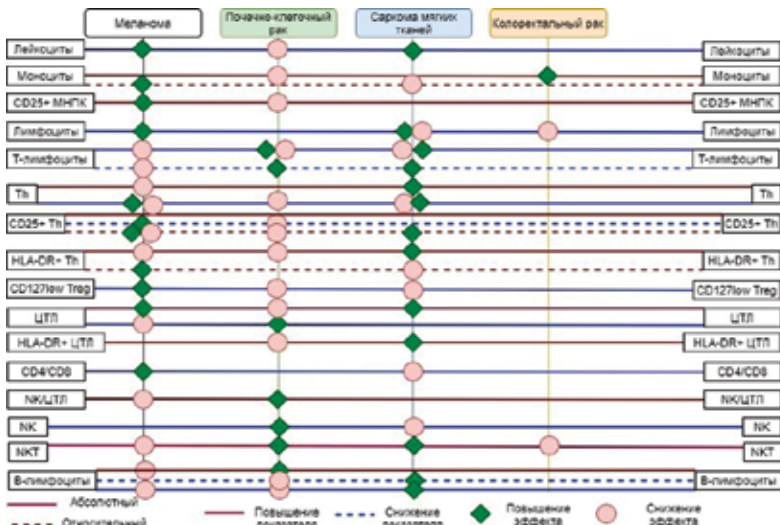 Меланома
Почечно-клеточный
рак
Саркома мягких
тканей
Колоректальный рак
Лейкоциты Лейкоциты
Моноциты Моноциты
CD25+ МНПК CD25+ МНПК
Лимфоциты Лимфоциты
Т-лимфоциты Т-лимфоциты
Th Th
CD25+ Th CD25+ Th
HLA-DR+ Th HLA-DR+ Th
CD127low Treg CD127low Treg
ЦТЛ ЦТЛ
HLA-DR+ ЦТЛ HLA-DR+ ЦТЛ
CD4/CD8 CD4/CD8
NK/ЦТЛ NK/ЦТЛ
NK NK
NKT NKT
В-лимфоциты В-лимфоциты
Абсолютный
Относительный
Повышение
показателя
Снижение
показателя
Повышение
эффекта
Снижение
эффекта